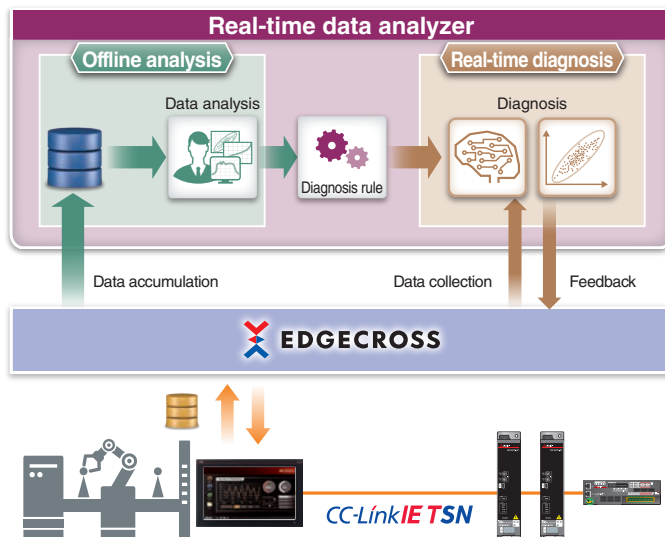 Real-time data analyzer
Offline analysis
Real-time diagnosis
Data analysis
Diagnosis
Diagnosis rule
Data accumulation
Data collection
Feedback
EDGECROSS
CC-Link IE TSN